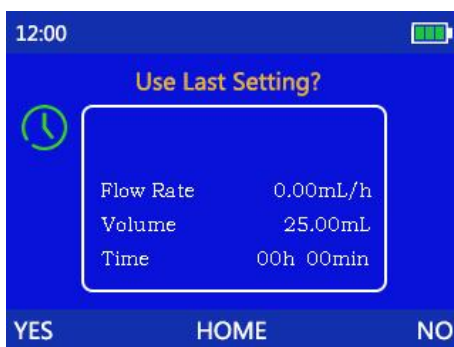 12:00
Use Last Setting?
Flow Rate 0.00mL/h
Volume 25.00mL
Time 00h 00min
YES HOME NO